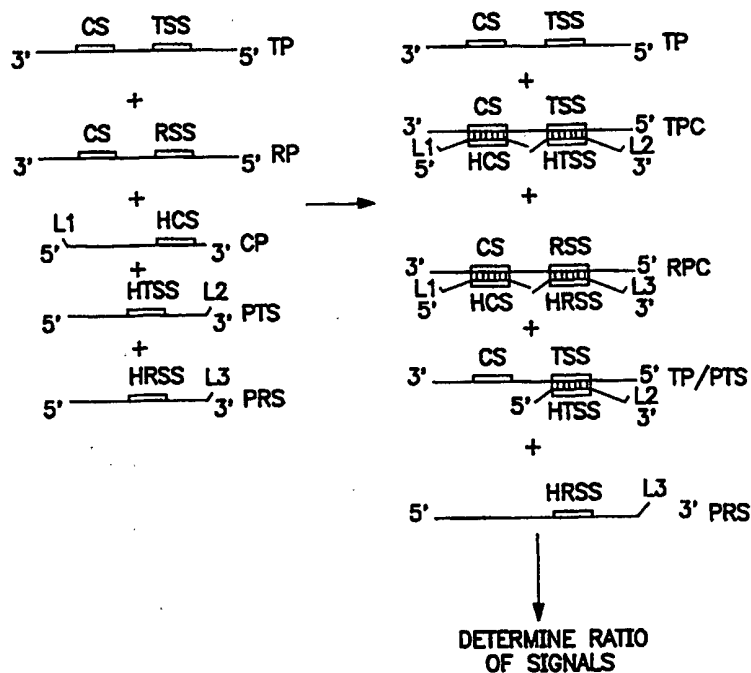 CS TSS
3' 5' TP
+
CS RSS
3' 5' RP
+
L1 HCS
5' 3' CP
+
HTSS L2
5' 3' PTS
+
HRSS L3
5' 3' PRS
CS TSS
3' 5' TP
+
CS TSS
3' 5' TPC
L1 HCS HTSS L2
5' 3'
+
CS RSS
3' 5' RPC
L1 HCS HRSS L3
5' 3'
+
CS TSS
3' 5' TP/PTS
5' HTSS L2
3'
+
HRSS L3
5' 3' PRS
DETERMINE RATIO
OF SIGNALS